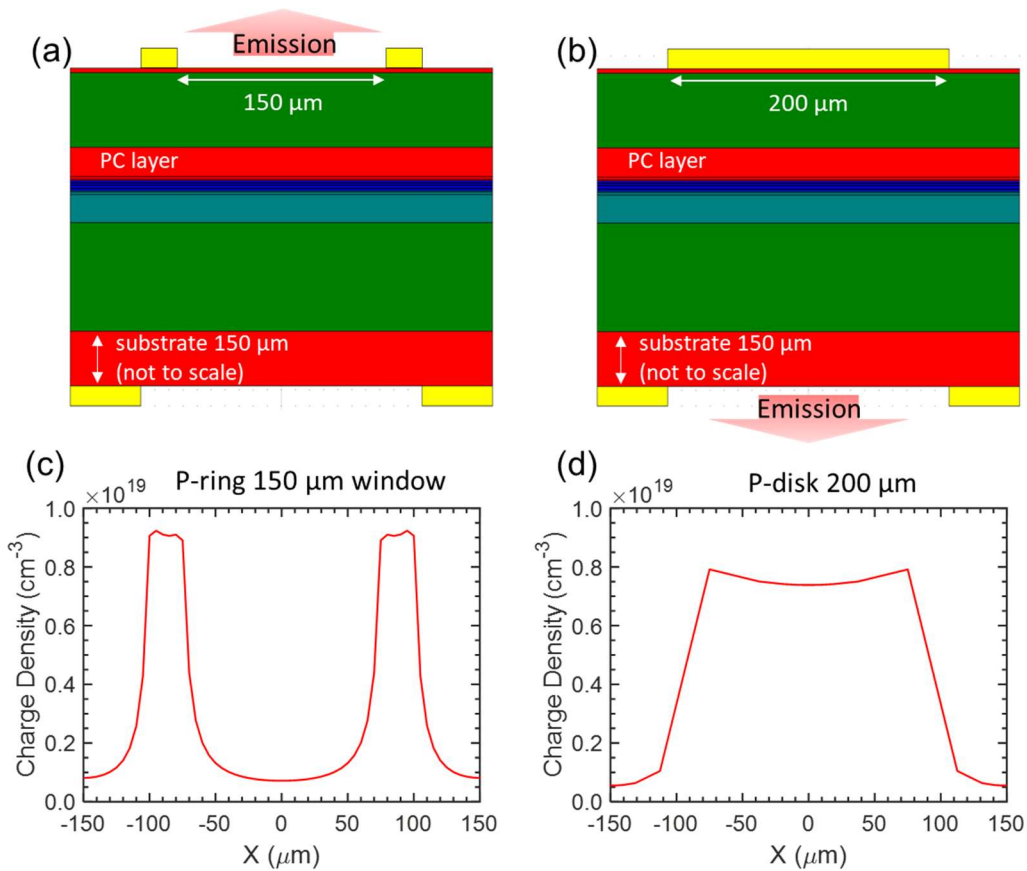 (a)
Emission
150 μm
PC layer
substrate 150 μm
(not to scale)
(b)
200 μm
PC layer
substrate 150 μm
(not to scale)
Emission
(c)
P-ring 150 μm window
×10^19
Charge Density (cm^-3)
1.0
0.8
0.6
0.4
0.2
0.0
-150 -100 -50 0 50 100 150
X (μm)
(d)
P-disk 200 μm
×10^19
Charge Density (cm^-3)
1.0
0.8
0.6
0.4
0.2
0.0
-150 -100 -50 0 50 100 150
X (μm)